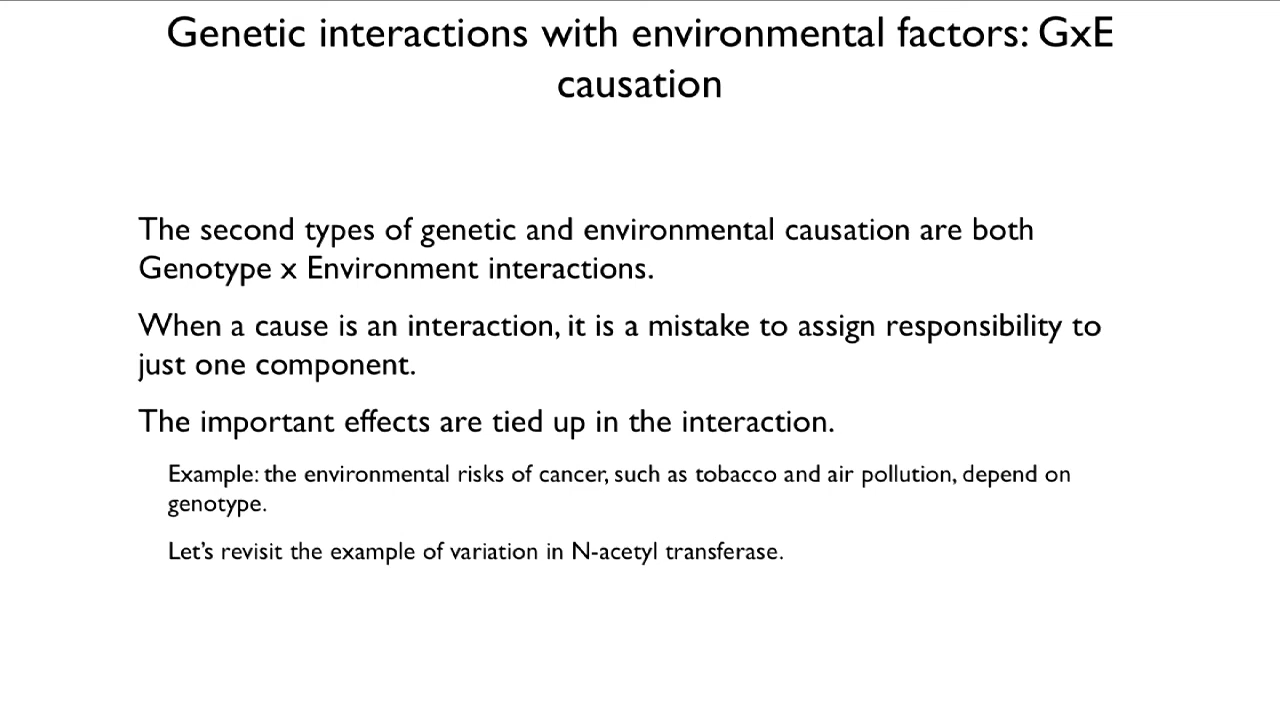 Genetic interactions with environmental factors: GxE
causation
The second types of genetic and environmental causation are both
Genotype x Environment interactions.
When a cause is an interaction, it is a mistake to assign responsibility to
just one component.
The important effects are tied up in the interaction.
Example: the environmental risks of cancer, such as tobacco and air pollution, depend on
genotype.
Let’s revisit the example of variation in N-acetyl transferase.